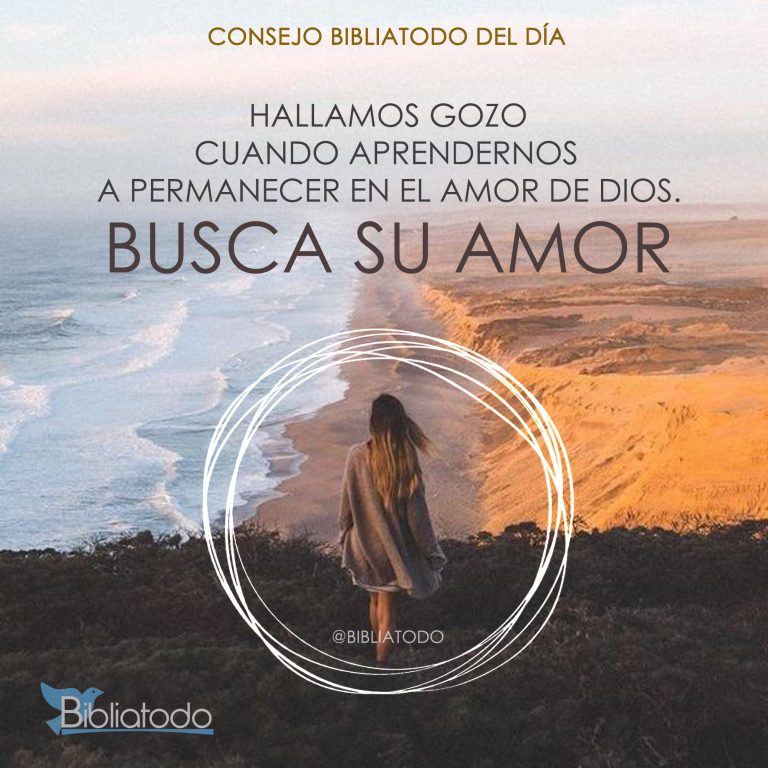 CONSEJO BIBLIATODO DEL DÍA
HALLAMOS GOZO
CUANDO APRENDERNOS
A PERMANECER EN EL AMOR DE DIOS.
BUSCA SU AMOR
@BIBLIATODO
Bibliatodo